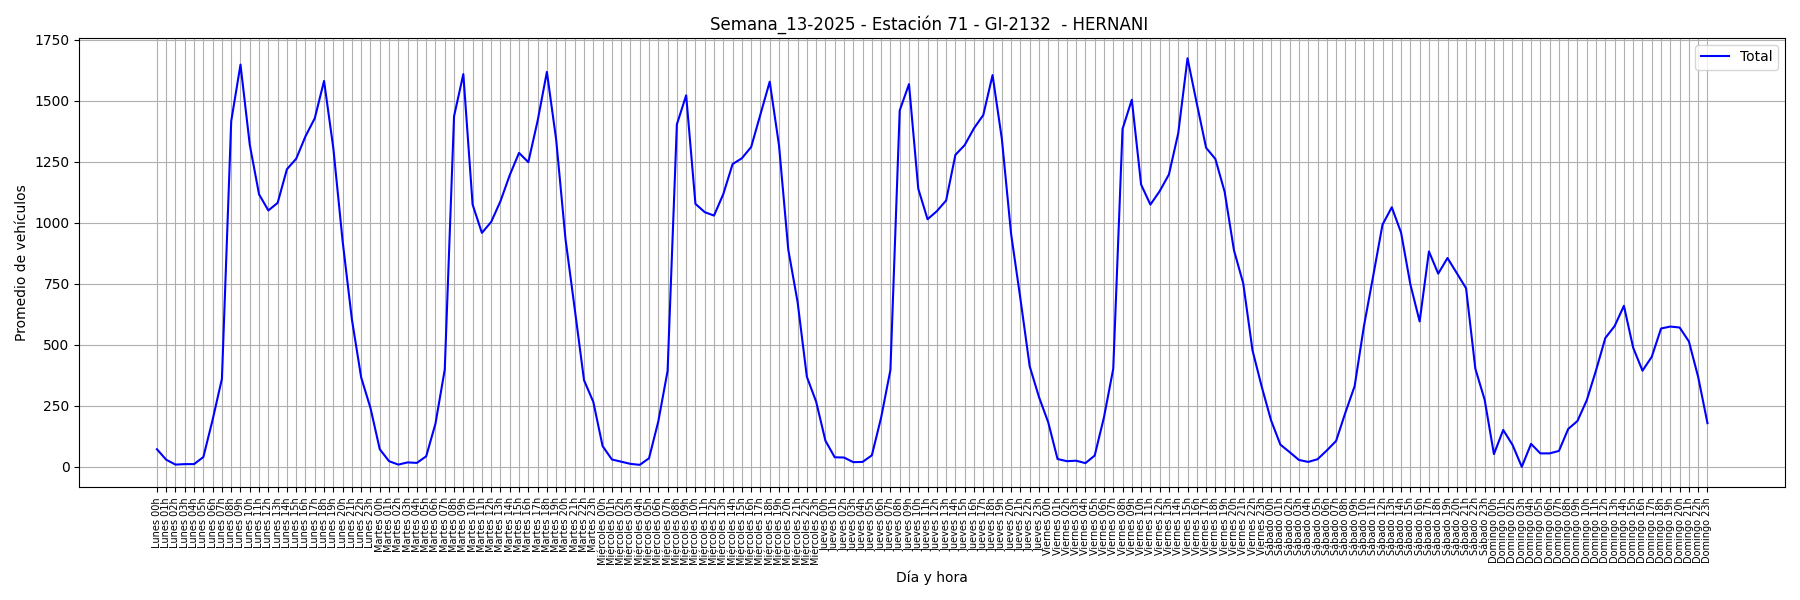 Semana_13-2025 - Estación 71 - GI-2132  - HERNANI
Total
Promedio de vehículos
1750
1500
1250
1000
750
500
250
0
Lunes 00h
Lunes 01h
Lunes 02h
Lunes 03h
Lunes 04h
Lunes 05h
Lunes 06h
Lunes 07h
Lunes 08h
Lunes 09h
Lunes 10h
Lunes 11h
Lunes 12h
Lunes 13h
Lunes 14h
Lunes 15h
Lunes 16h
Lunes 17h
Lunes 18h
Lunes 19h
Lunes 20h
Lunes 21h
Lunes 22h
Lunes 23h
Martes 00h
Martes 01h
Martes 02h
Martes 03h
Martes 04h
Martes 05h
Martes 06h
Martes 07h
Martes 08h
Martes 09h
Martes 10h
Martes 11h
Martes 12h
Martes 13h
Martes 14h
Martes 15h
Martes 16h
Martes 17h
Martes 18h
Martes 19h
Martes 20h
Martes 21h
Martes 22h
Martes 23h
Miércoles 00h
Miércoles 01h
Miércoles 02h
Miércoles 03h
Miércoles 04h
Miércoles 05h
Miércoles 06h
Miércoles 07h
Miércoles 08h
Miércoles 09h
Miércoles 10h
Miércoles 11h
Miércoles 12h
Miércoles 13h
Miércoles 14h
Miércoles 15h
Miércoles 16h
Miércoles 17h
Miércoles 18h
Miércoles 19h
Miércoles 20h
Miércoles 21h
Miércoles 22h
Miércoles 23h
Jueves 00h
Jueves 01h
Jueves 02h
Jueves 03h
Jueves 04h
Jueves 05h
Jueves 06h
Jueves 07h
Jueves 08h
Jueves 09h
Jueves 10h
Jueves 11h
Jueves 12h
Jueves 13h
Jueves 14h
Jueves 15h
Jueves 16h
Jueves 17h
Jueves 18h
Jueves 19h
Jueves 20h
Jueves 21h
Jueves 22h
Jueves 23h
Viernes 00h
Viernes 01h
Viernes 02h
Viernes 03h
Viernes 04h
Viernes 05h
Viernes 06h
Viernes 07h
Viernes 08h
Viernes 09h
Viernes 10h
Viernes 11h
Viernes 12h
Viernes 13h
Viernes 14h
Viernes 15h
Viernes 16h
Viernes 17h
Viernes 18h
Viernes 19h
Viernes 20h
Viernes 21h
Viernes 22h
Viernes 23h
Sábado 00h
Sábado 01h
Sábado 02h
Sábado 03h
Sábado 04h
Sábado 05h
Sábado 06h
Sábado 07h
Sábado 08h
Sábado 09h
Sábado 10h
Sábado 11h
Sábado 12h
Sábado 13h
Sábado 14h
Sábado 15h
Sábado 16h
Sábado 17h
Sábado 18h
Sábado 19h
Sábado 20h
Sábado 21h
Sábado 22h
Sábado 23h
Domingo 00h
Domingo 01h
Domingo 02h
Domingo 03h
Domingo 04h
Domingo 05h
Domingo 06h
Domingo 07h
Domingo 08h
Domingo 09h
Domingo 10h
Domingo 11h
Domingo 12h
Domingo 13h
Domingo 14h
Domingo 15h
Domingo 16h
Domingo 17h
Domingo 18h
Domingo 19h
Domingo 20h
Domingo 21h
Domingo 22h
Domingo 23h
Día y hora